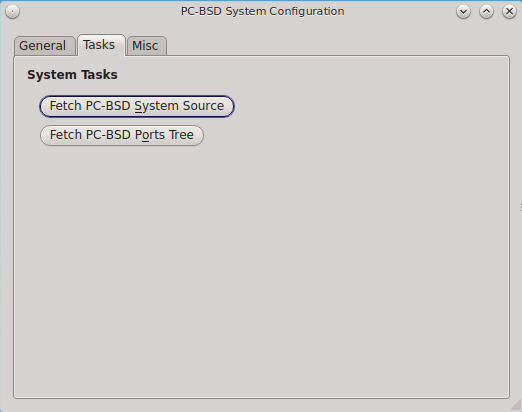 PC-BSD System Configuration
General Tasks Misc
System Tasks
Fetch PC-BSD System Source
Fetch PC-BSD Ports Tree